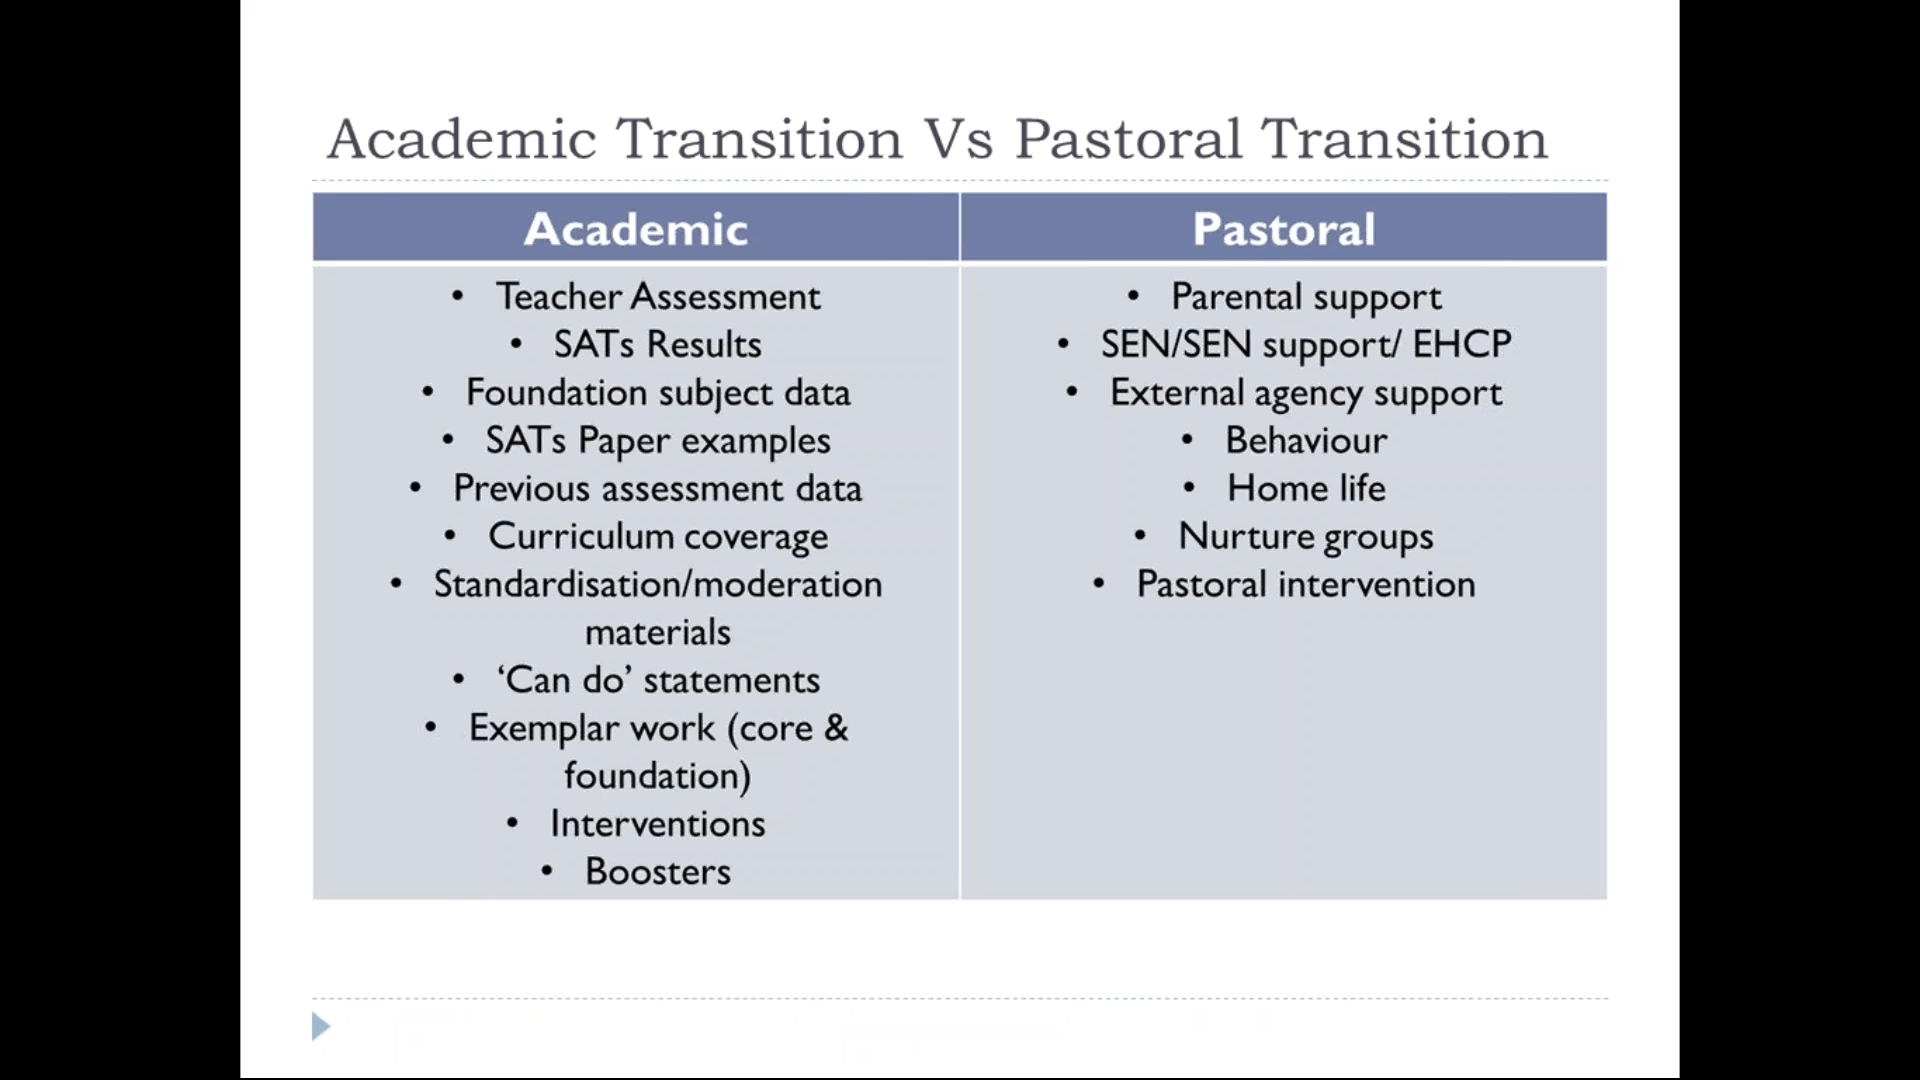 Academic Transition Vs Pastoral Transition
Academic
• Teacher Assessment
• SATs Results
• Foundation subject data
• SATs Paper examples
• Previous assessment data
• Curriculum coverage
• Standardisation/moderation
materials
• ‘Can do’ statements
• Exemplar work (core &
foundation)
• Interventions
• Boosters
Pastoral
• Parental support
• SEN/SEN support/ EHCP
• External agency support
• Behaviour
• Home life
• Nurture groups
• Pastoral intervention